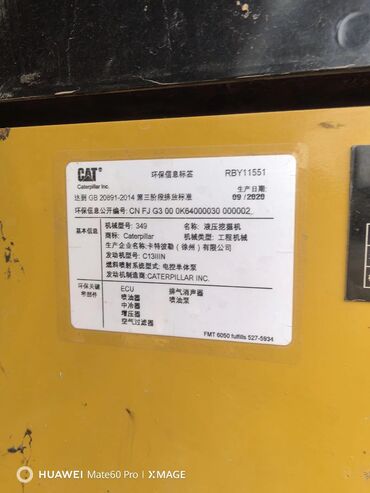 CAT
Caterpillar Inc.
环保信息标签
RBY11551
生产日期:
09 /2020
达到 GB 20891-2014 第三阶段排放标准
环保信息公开编号: CN FJ G3 00 0K64000030 000002
基本信息:
机械型号: 349
名称: 液压挖掘机
商标: Caterpillar
机械类型: 工程机械
生产企业名称:卡特彼勒（徐州）有限公司
发动机型号: C13IIIN
燃料喷射系统型式: 电控单体泵
发动机制造商:CATERPILLAR INC.
环保关键
零部件
ECU
排气消声器
喷油器
喷油泵
中冷器
增压器
空气过滤器
FMT 6050 fulfills 527-5934
HUAWEI Mate60 Pro | XMAGE